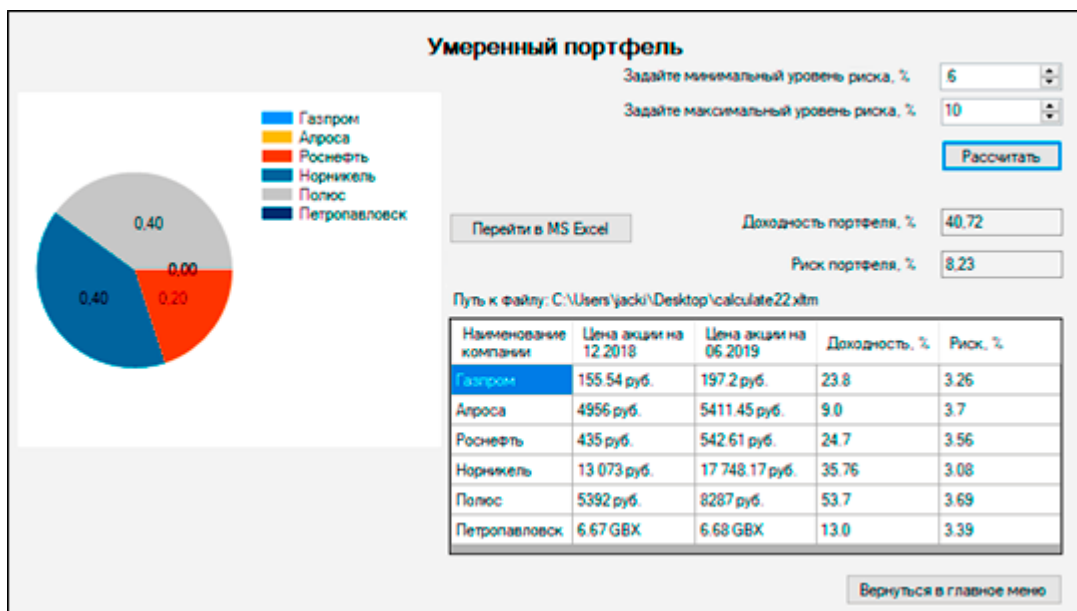 Умеренный портфель
Задайте минимальный уровень риска, % 6
Задайте максимальный уровень риска, % 10
Рассчитать
Газпром
Алроса
Роснефть
Норникель
Полюс
Петропавловск
0,40
0,00
0,40
0,20
Перейти в MS Excel
Доходность портфеля, % 40,72
Риск портфеля, % 8,23
Путь к файлу: C:\Users\jacki\Desktop\calculate22.xltm
Наименование компании Цена акции на 12.2018 Цена акции на 06.2019 Доходность, % Риск, %
Газпром 155.54 руб. 197.2 руб. 23.8 3.26
Алроса 4956 руб. 5411.45 руб. 9.0 3.7
Роснефть 435 руб. 542.61 руб. 24.7 3.56
Норникель 13 073 руб. 17 748.17 руб. 35.76 3.08
Полюс 5392 руб. 8287 руб. 53.7 3.69
Петропавловск 6.67 GBX 6.68 GBX 13.0 3.39
Вернуться в главное меню